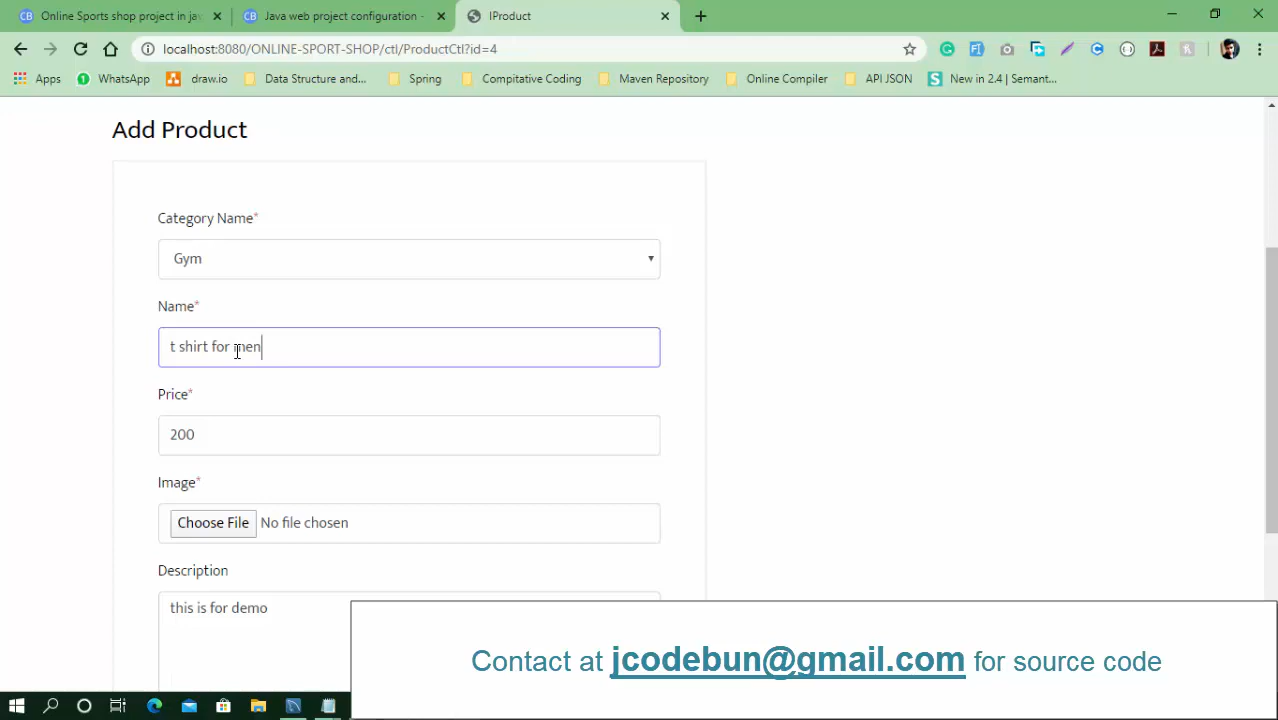 Online Sports shop project in jav
Java web project configuration -
IProduct
localhost:8080/ONLINE-SPORT-SHOP/ctl/ProductCtl?id=4
Apps
WhatsApp
draw.io
Data Structure and...
Spring
Compitative Coding
Maven Repository
Online Compiler
API JSON
New in 2.4 | Semant...
Add Product
Category Name*
Gym
Name*
t shirt for men
Price*
200
Image*
Choose File No file chosen
Description
this is for demo
Contact at jcodebun@gmail.com for source code